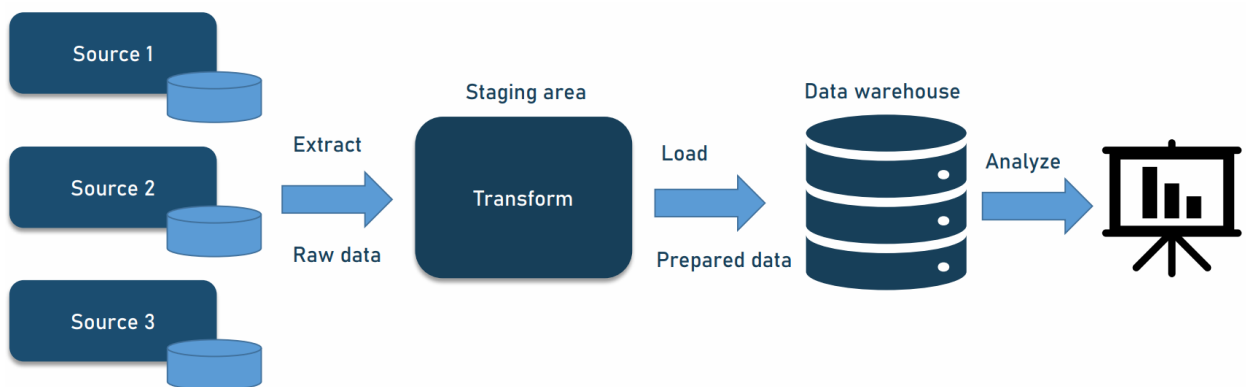 Source 1
Source 2
Source 3
Extract
Raw data
Staging area
Transform
Load
Prepared data
Data warehouse
Analyze